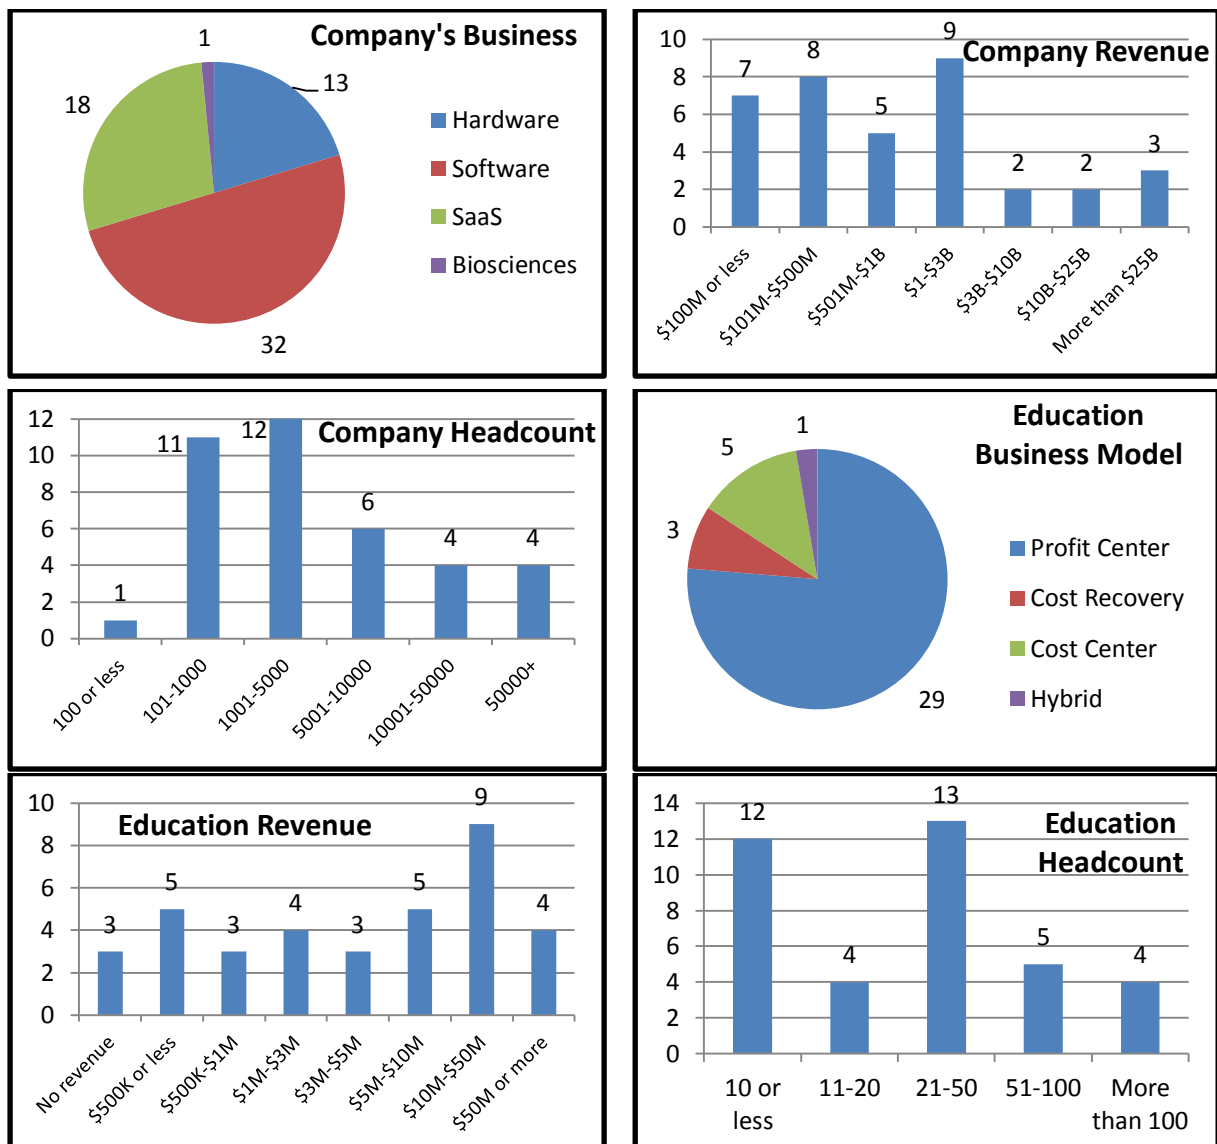 Company's Business
1
13
18
32
Hardware
Software
SaaS
Biosciences
Company Revenue
10
8
6
4
2
0
7
8
5
9
2
2
3
$100M or less
$101M-$500M
$501M-$1B
$1-$3B
$3B-$10B
$10B-$25B
More than $25B
Company Headcount
12
10
8
6
4
2
0
1
11
12
6
4
4
100 or less
101-1000
1001-5000
5001-10000
10001-50000
50000+
Education
Business Model
1
5
3
29
Profit Center
Cost Recovery
Cost Center
Hybrid
Education Revenue
10
8
6
4
2
0
3
5
3
4
3
5
9
4
No revenue
$500K or less
$500K-$1M
$1M-$3M
$3M-$5M
$5M-$10M
$10M-$50M
$50M or more
Education
Headcount
14
12
10
8
6
4
2
0
12
4
13
5
4
10 or
less
11-20
21-50
51-100
More
than 100